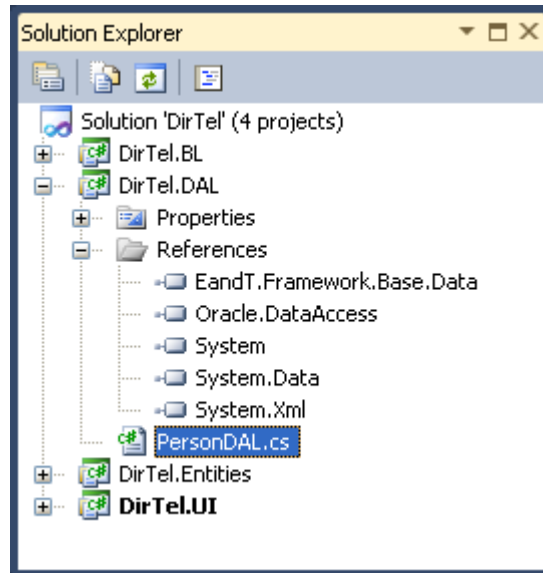 Solution Explorer
Solution 'DirTel' (4 projects)
DirTel.BL
DirTel.DAL
Properties
References
EandT.Framework.Base.Data
Oracle.DataAccess
System
System.Data
System.Xml
PersonDAL.cs
DirTel.Entities
DirTel.UI